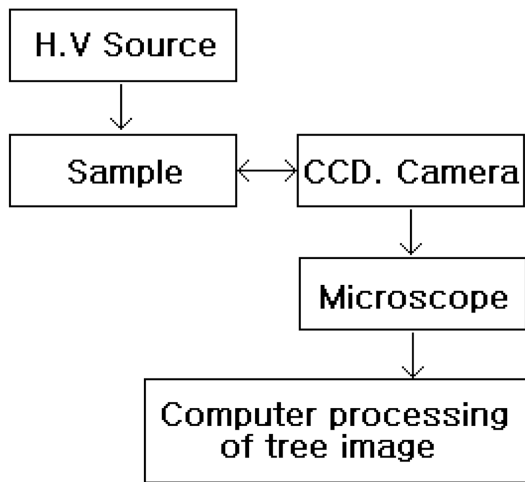 H.V Source
Sample
CCD. Camera
Microscope
Computer processing
of tree image